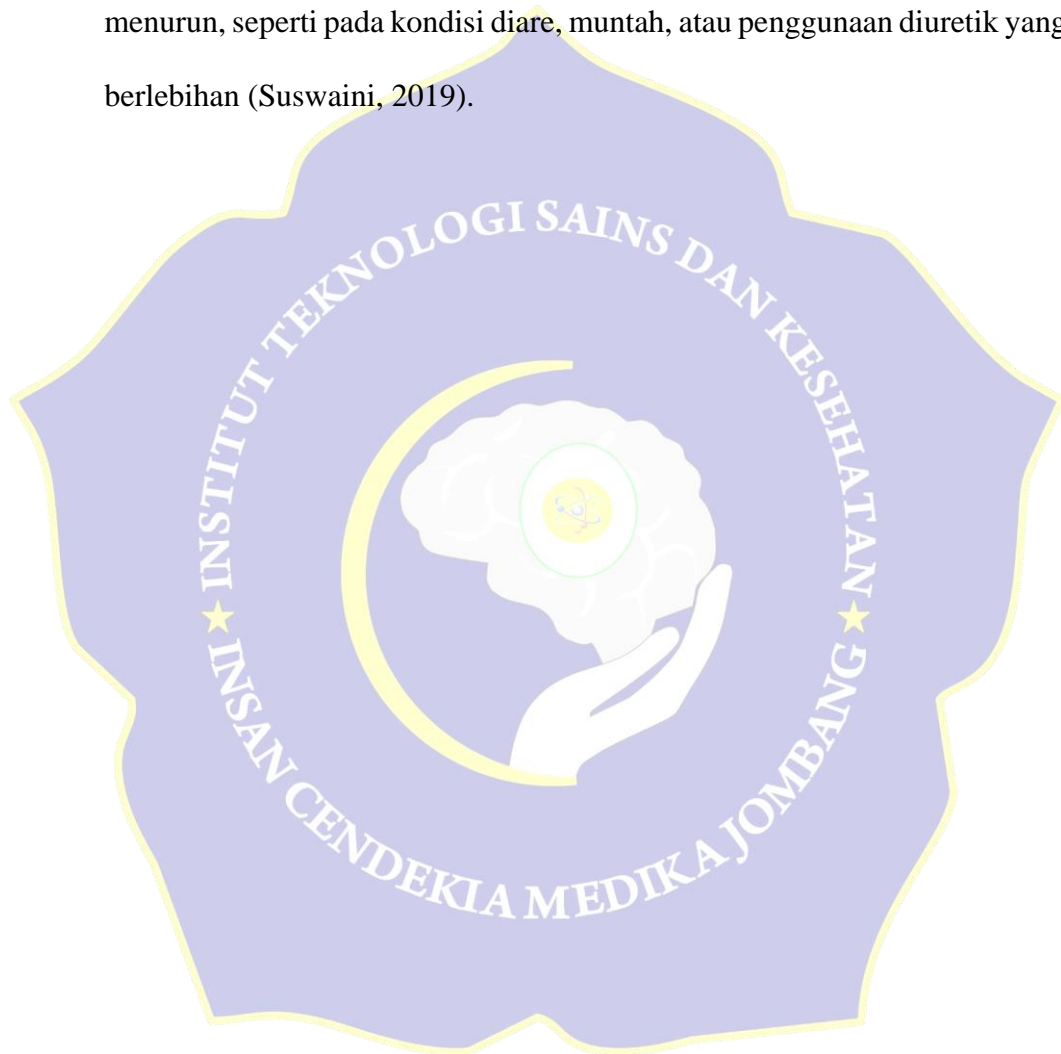 menurun, seperti pada kondisi diare, muntah, atau penggunaan diuretik yang
berlebihan (Suswaini, 2019).
INSTITUT TEKNOLOGI SAINS DAN KESEHATAN
INSAN CENDEKIA MEDIKA JOMBANG